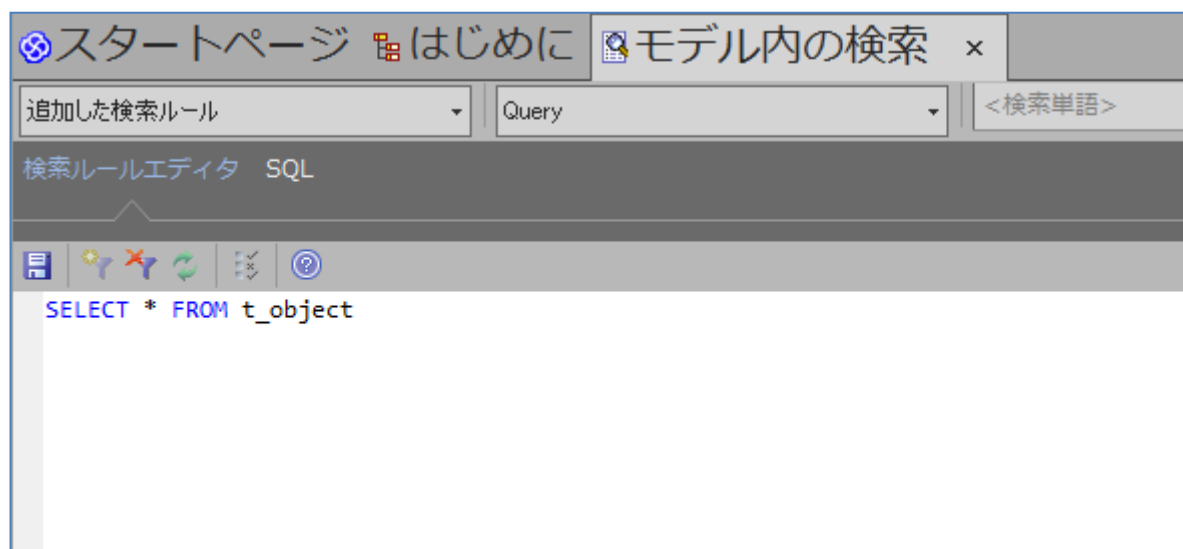 スタートページ はじめに モデル内の検索 ×
追加した検索ルール Query <検索単語>
検索ルールエディタ SQL
SELECT * FROM t_object